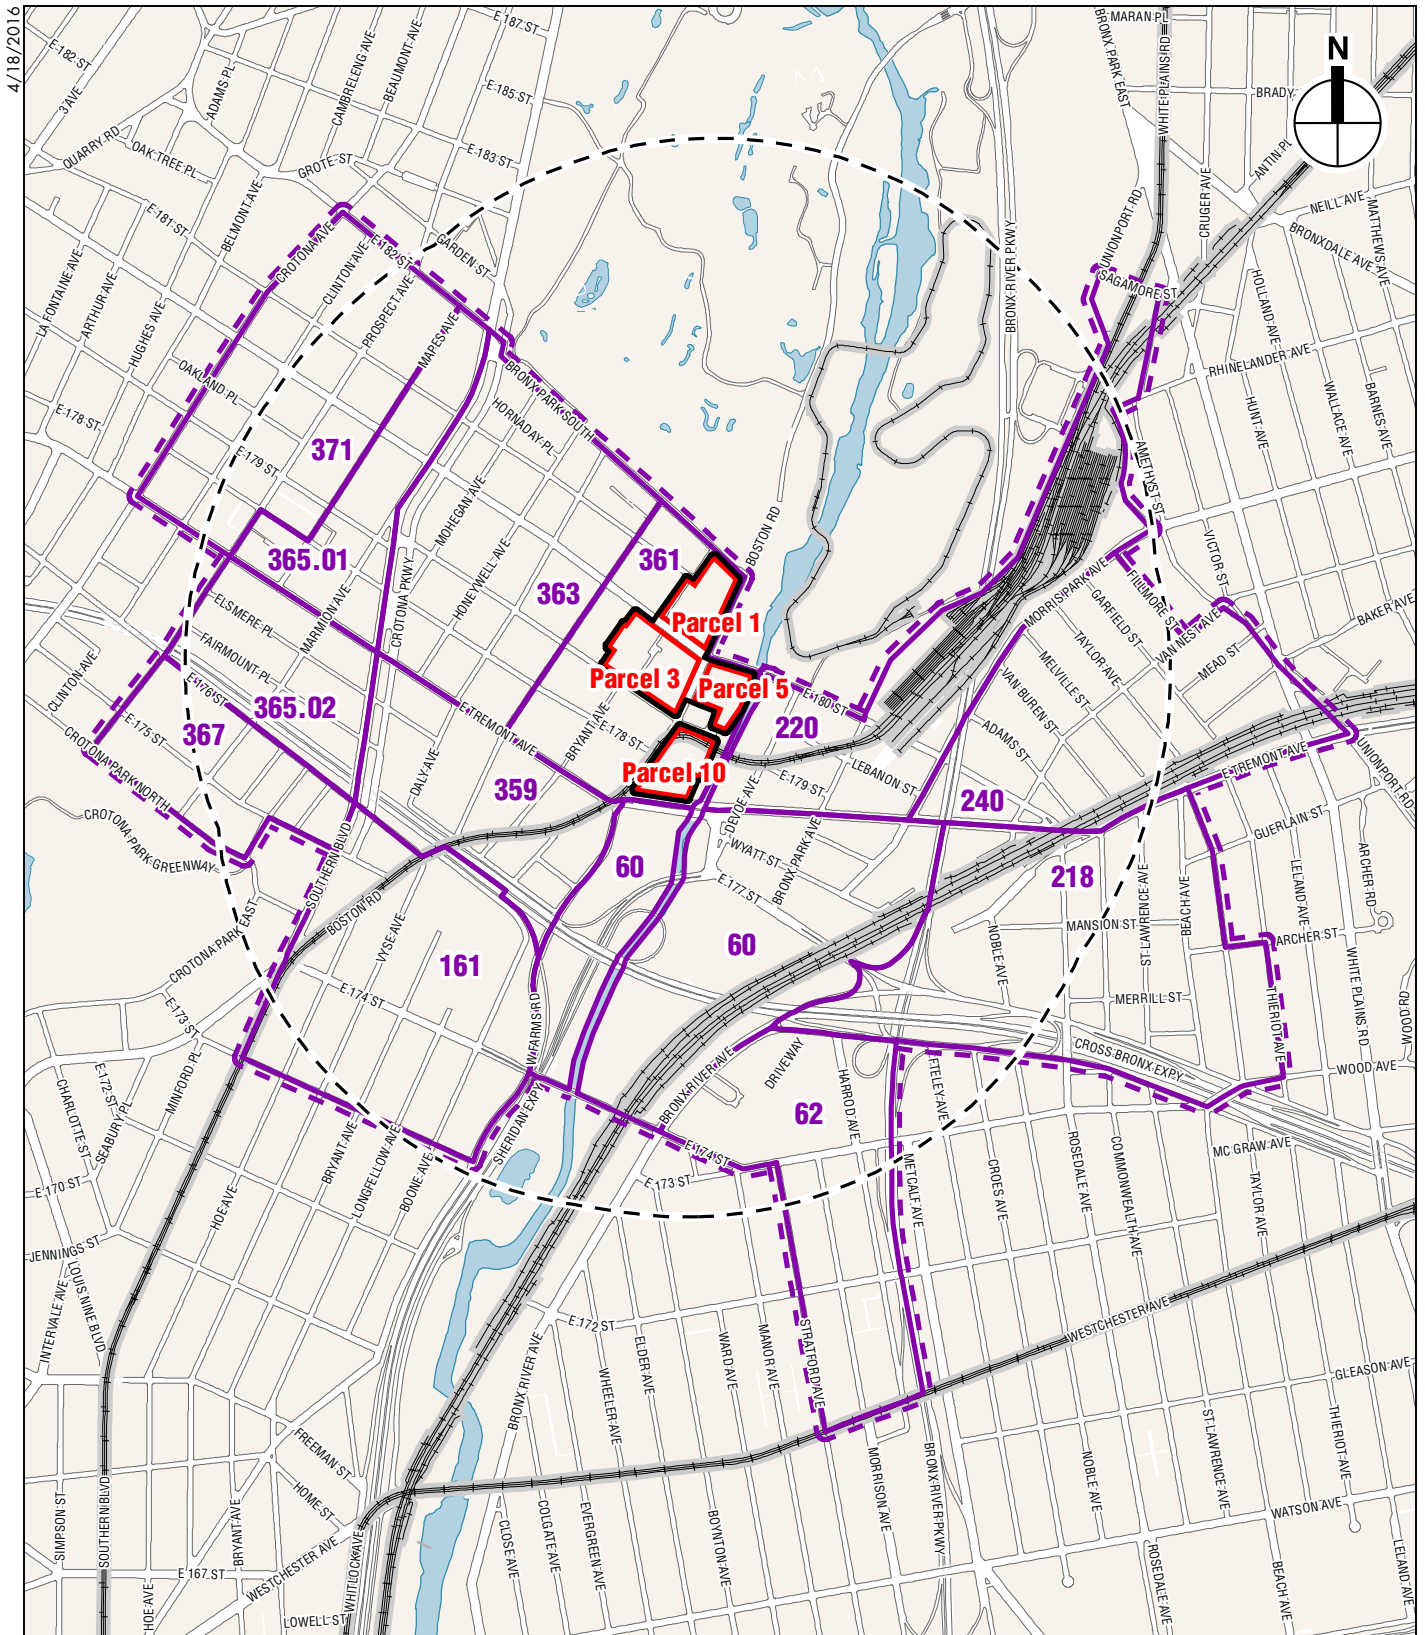 4/18/2016
E 187 ST
MARAN PL
E 182 ST
3 AVE
ADAMS PL
CAMBRELENG AVE
BEAUMONT AVE
BRONX PARK EAST
WHITE PLAINS RD
N
E 185 ST
BRADY
QUARRY RD
OAK TREE PL
GROTE ST
E 183 ST
ANTIN PL
E 181 ST
BELMONT AVE
CRUGER AVE
NEILL AVE
MATTHEWS AVE
BRONXDALE AVE
LA FONTAINE AVE
ARTHUR AVE
HUGHES AVE
CROTONA AVE
CLINTON AVE
E 182 ST
GARDEN ST
PROSPECT AVE
MAPES AVE
BRONX RIVER PKWY
UNIONPORT RD
SAGAMORE ST
HOLLAND AVE
RHINELANDER AVE
OAKLAND PL
E 178 ST
BRONX PARK SOUTH
HORNADAY PL
HUNT AVE
WALLACE AVE
BARNES AVE
371
E 179 ST
MOHEGAN AVE
AMETHYST ST
BOSTON RD
365.01
361
VICTOR ST
HONEYWELL AVE
363
MORRIS PARK AVE
FILLMORE ST
GARFIELD ST
BAKER AVE
ELSMERE PL
MARMION AVE
CROTONA PKWY
Parcel 1
TAYLOR AVE
VAN NEST AVE
MEAD ST
FAIRMOUNT PL
CLINTON AVE
E 176 ST
Parcel 3
Parcel 5
E 180 ST
MELVILLE ST
VAN BUREN ST
365.02
367
E 175 ST
E TREMONT AVE
BRYANT AVE
E 178 ST
220
ADAMS ST
CROTONA PARK NORTH
DALY AVE
Parcel 10
LEBANON ST
E TREMONT AVE
UNIONPORT RD
359
E 179 ST
240
CROTONA PARK GREENWAY
SOUTHERN BLVD
DEVOE AVE
WYATT ST
BRONX PARK AVE
GUERLAIN ST
60
E 177 ST
218
ST LAWRENCE AVE
BEACH AVE
LELAND AVE
ARCHER RD
BOSTON RD
CROTONA PARK EAST
VYSE AVE
60
MANSION ST
ARCHER ST
161
NOBLE AVE
WHITE PLAINS RD
E 174 ST
E 173 ST
MERRILL ST
THIERIOT AVE
WOOD RD
W FARMS RD
MINFORD PL
BRONX RIVER AVE
DRIVEWAY
CROSS BRONX EXPY
WOOD AVE
E 172 ST
CHARLOTTE ST
SEABURY PL
SHERIDAN EXPY
HARROD AVE
FTELEY AVE
62
E 174 ST
E 173 ST
MC GRAW AVE
E 170 ST
HOE AVE
BRYANT AVE
LONGFELLOW AVE
BOONE AVE
METCALF AVE
CROES AVE
ROSEDALE AVE
COMMONWEALTH AVE
TAYLOR AVE
JENNINGS ST
LOUIS NINE BLVD
INTERVALE AVE
E 172 ST
BRONX RIVER AVE
WHEELER AVE
ELDER AVE
WARD AVE
MANOR AVE
STRATFORD AVE
WESTCHESTER AVE
GLEASON AVE
FREEMAN ST
HOME ST
ST LAWRENCE AVE
THIERIOT AVE
SIMPSON ST
SOUTHERN BLVD
BRYANT AVE
CLOSE AVE
COLGATE AVE
EVERGREEN AVE
BOYNTON AVE
MORRISON AVE
BRONX RIVER PKWY
NOBLE AVE
WATSON AVE
E 167 ST
WESTCHESTER AVE
WHITLOCK AVE
HOE AVE
LOWELL ST
ROSEDALE AVE
BEACH AVE
LELAND AVE